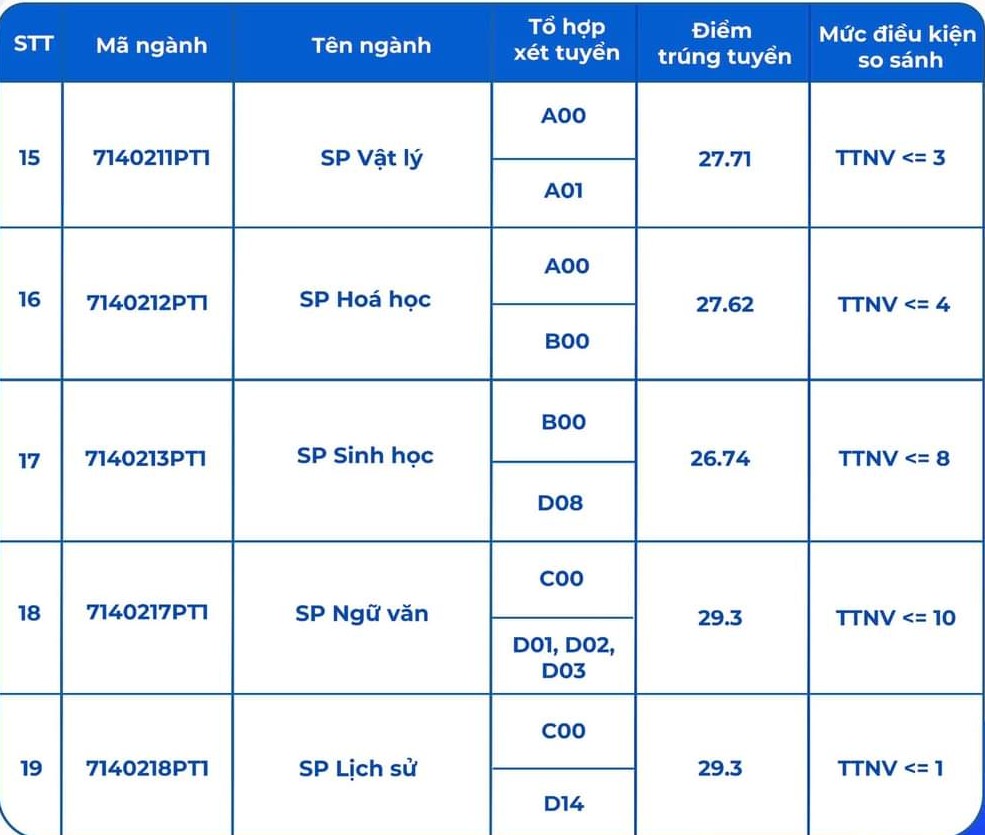 STT
Mã ngành
Tên ngành
Tổ hợp
xét tuyển
Điểm
trúng tuyển
Mức điều kiện
so sánh
15
7140211PT1
SP Vật lý
A00
A01
27.71
TTNV <= 3
16
7140212PT1
SP Hoá học
A00
B00
27.62
TTNV <= 4
17
7140213PT1
SP Sinh học
B00
D08
26.74
TTNV <= 8
18
7140217PT1
SP Ngữ văn
C00
D01, D02,
D03
29.3
TTNV <= 10
19
7140218PT1
SP Lịch sử
C00
D14
29.3
TTNV <= 1